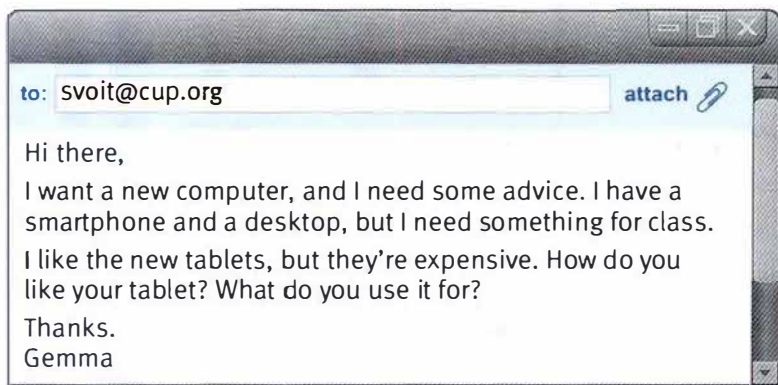 to: svoit@cup.org attach
Hi there,
I want a new computer, and I need some advice. I have a
smartphone and a desktop, but I need something for class.
I like the new tablets, but they're expensive. How do you
like your tablet? What do you use it for?
Thanks.
Gemma